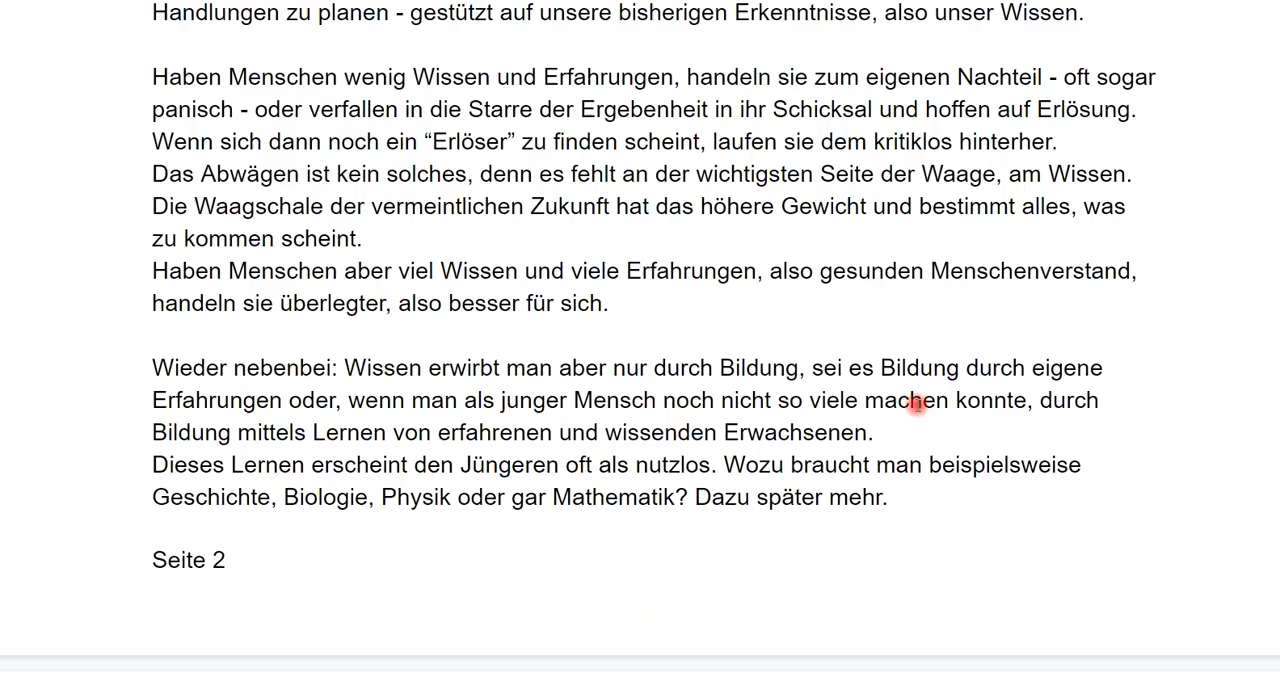 Handlungen zu planen - gestützt auf unsere bisherigen Erkenntnisse, also unser Wissen.
Haben Menschen wenig Wissen und Erfahrungen, handeln sie zum eigenen Nachteil - oft sogar
panisch - oder verfallen in die Starre der Ergebenheit in ihr Schicksal und hoffen auf Erlösung.
Wenn sich dann noch ein “Erlöser” zu finden scheint, laufen sie dem kritiklos hinterher.
Das Abwägen ist kein solches, denn es fehlt an der wichtigsten Seite der Waage, am Wissen.
Die Waagschale der vermeintlichen Zukunft hat das höhere Gewicht und bestimmt alles, was
zu kommen scheint.
Haben Menschen aber viel Wissen und viele Erfahrungen, also gesunden Menschenverstand,
handeln sie überlegter, also besser für sich.
Wieder nebenbei: Wissen erwirbt man aber nur durch Bildung, sei es Bildung durch eigene
Erfahrungen oder, wenn man als junger Mensch noch nicht so viele machen konnte, durch
Bildung mittels Lernen von erfahrenen und wissenden Erwachsenen.
Dieses Lernen erscheint den Jüngeren oft als nutzlos. Wozu braucht man beispielsweise
Geschichte, Biologie, Physik oder gar Mathematik? Dazu später mehr.
Seite 2